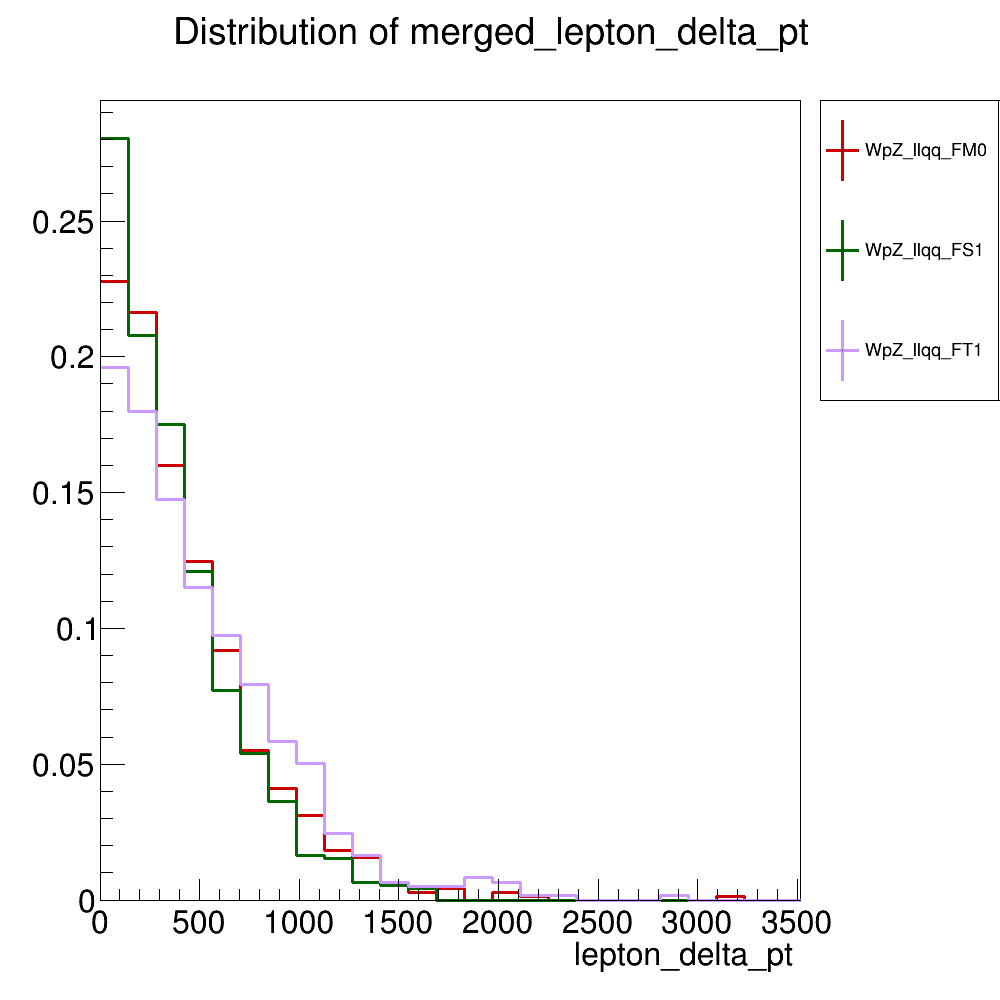 Distribution of merged_lepton_delta_pt
WpZ_llqq_FM0
WpZ_llqq_FS1
WpZ_llqq_FT1
0.25
0.2
0.15
0.1
0.05
0
0 500 1000 1500 2000 2500 3000 3500
lepton_delta_pt